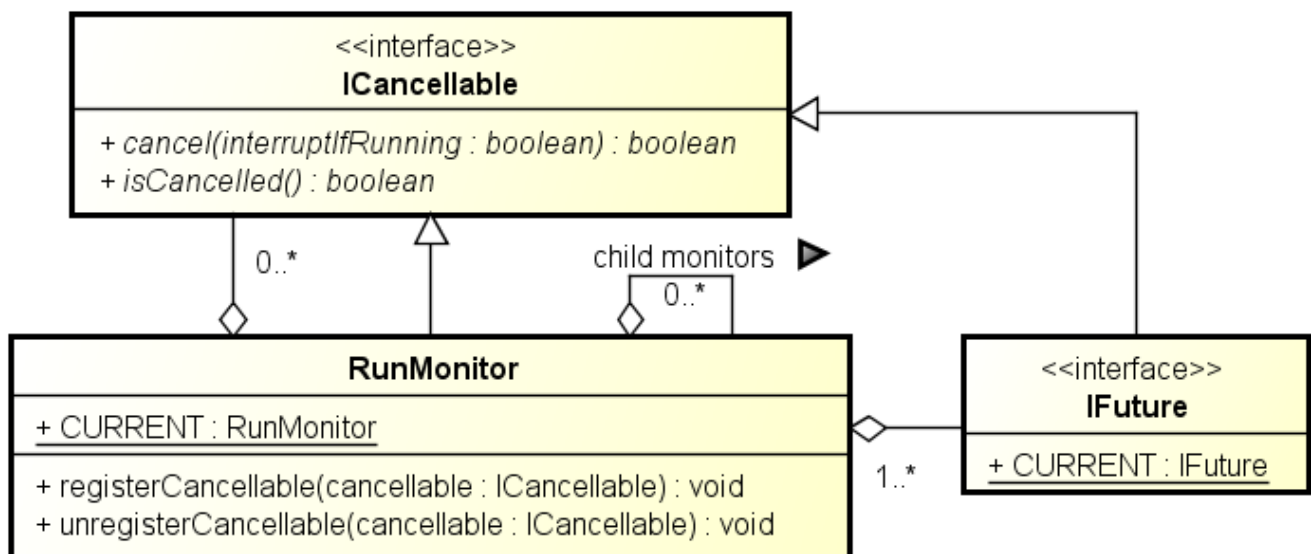 <<interface>>
ICancellable
+ cancel(interruptIfRunning : boolean) : boolean
+ isCancelled() : boolean
0..*
child monitors
0..*
RunMonitor
+ CURRENT : RunMonitor
+ registerCancellable(cancellable : ICancellable) : void
+ unregisterCancellable(cancellable : ICancellable) : void
1..*
<<interface>>
IFuture
+ CURRENT : IFuture